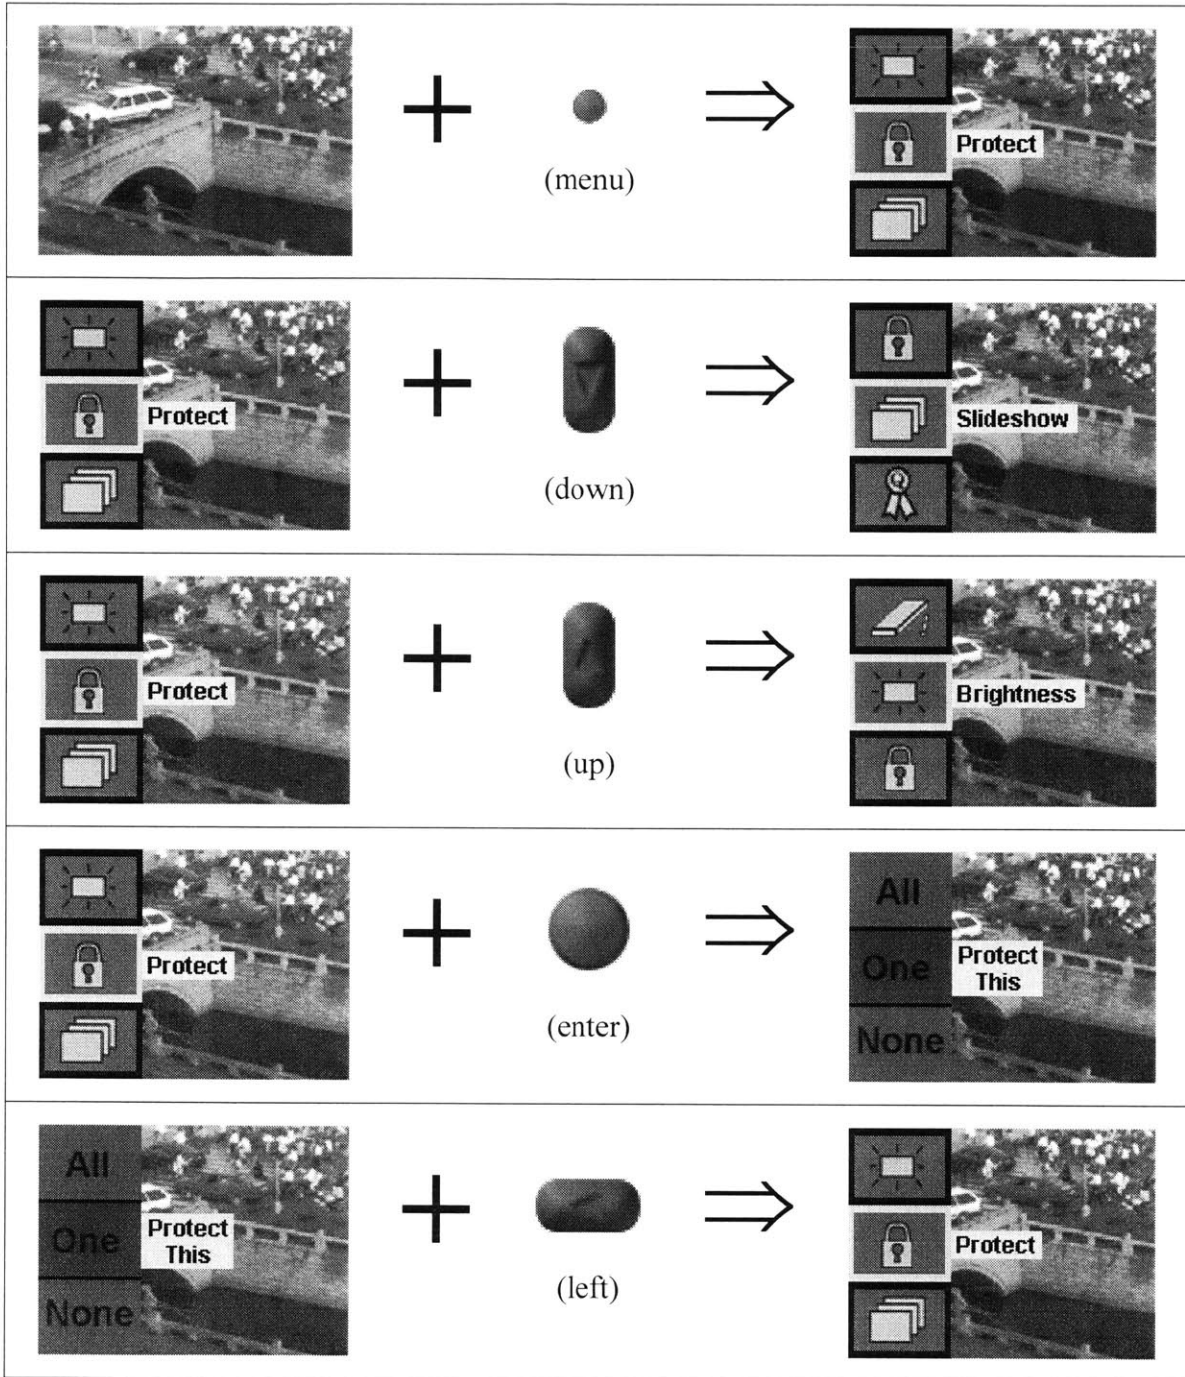 (menu)
Protect
Protect
(down)
Slideshow
Protect
(up)
Brightness
Protect
(enter)
All
One
None
Protect
This
All
One
None
Protect
This
(left)
Protect